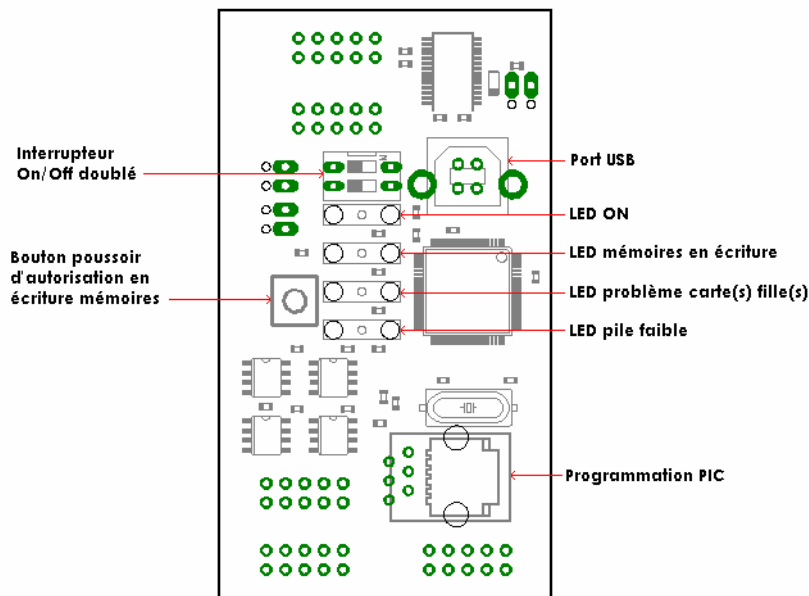 Interrupteur
On/Off doublé
Port USB
LED ON
Bouton poussoir
d'autorisation en
écriture mémoires
LED mémoires en écriture
LED problème carte(s) fille(s)
LED pile faible
Programmation PIC